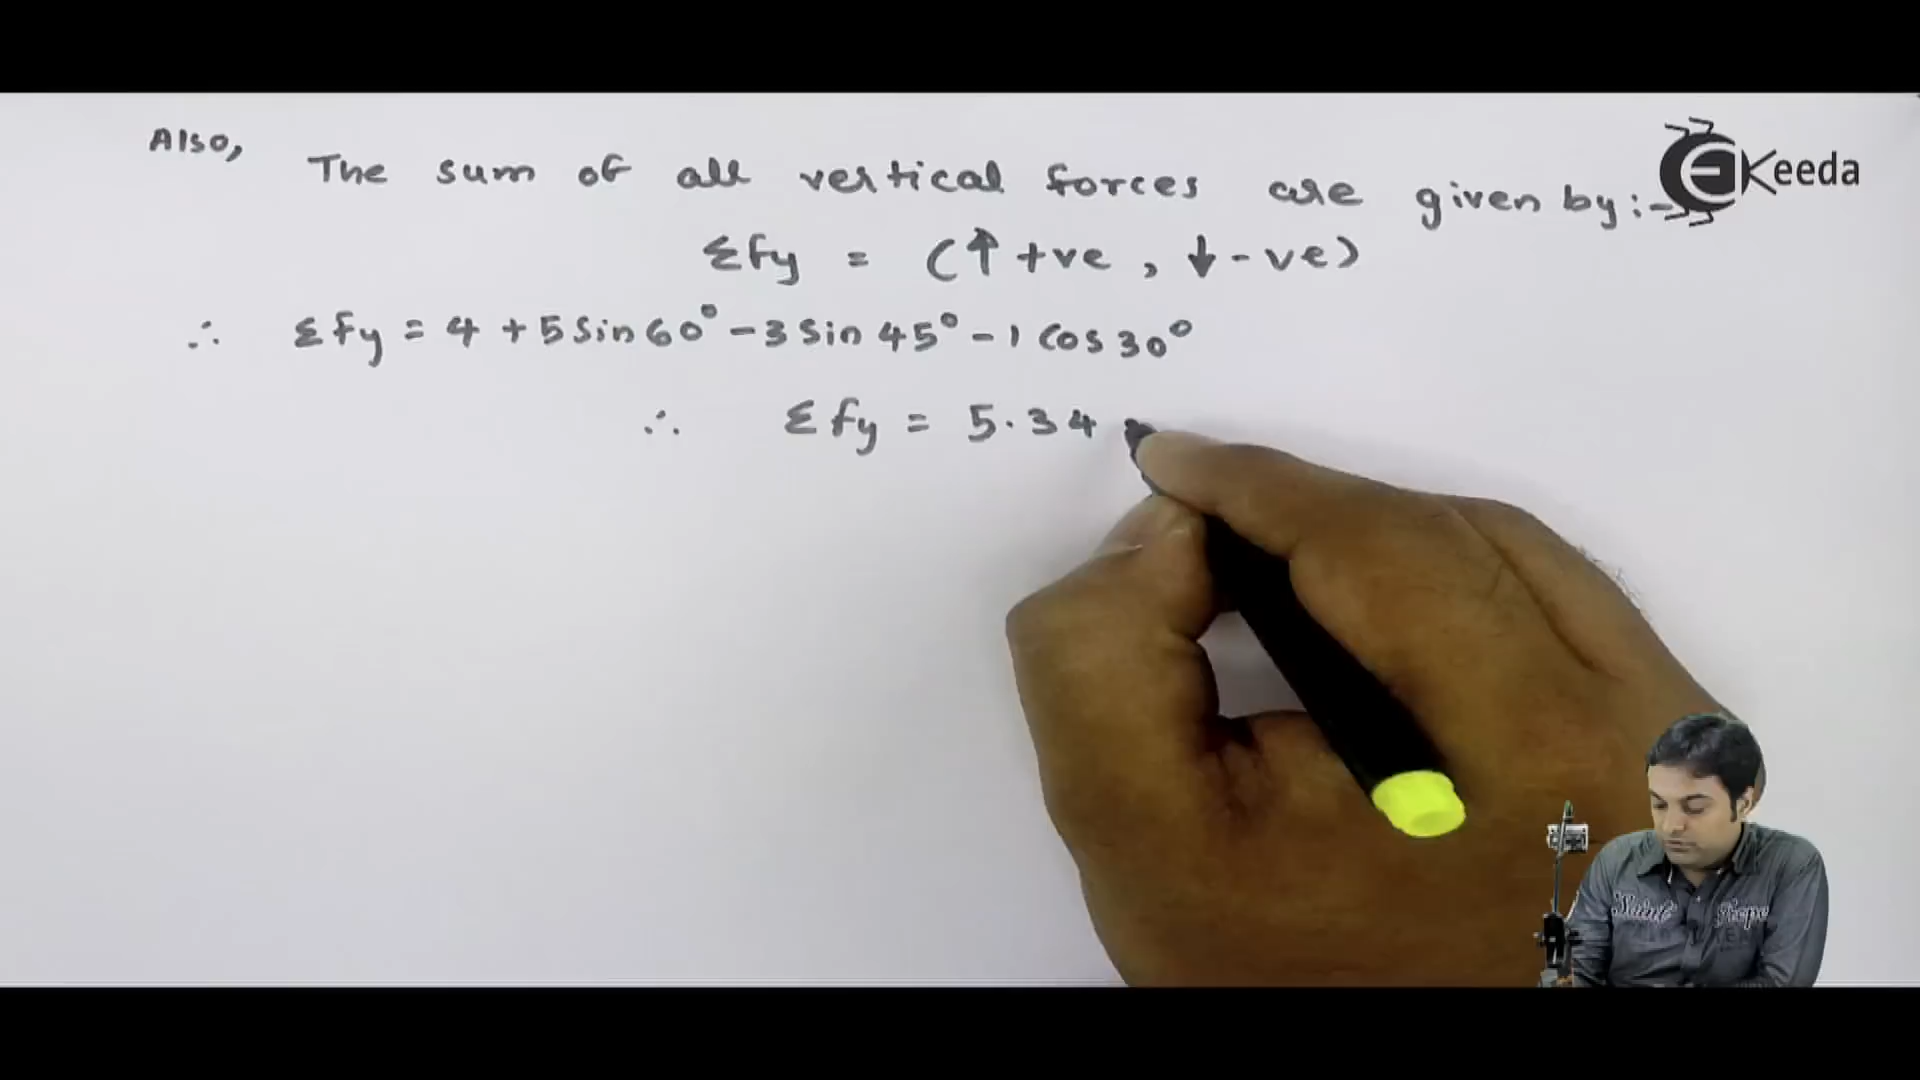 Also,
The sum of all vertical forces are given by:-
Σfy = (↑+ve, ↓-ve)
∴ Σfy = 4 + 5 sin 60° - 3 sin 45° - 1 cos 30°
∴ Σfy = 5.34
EKeeda
Saint